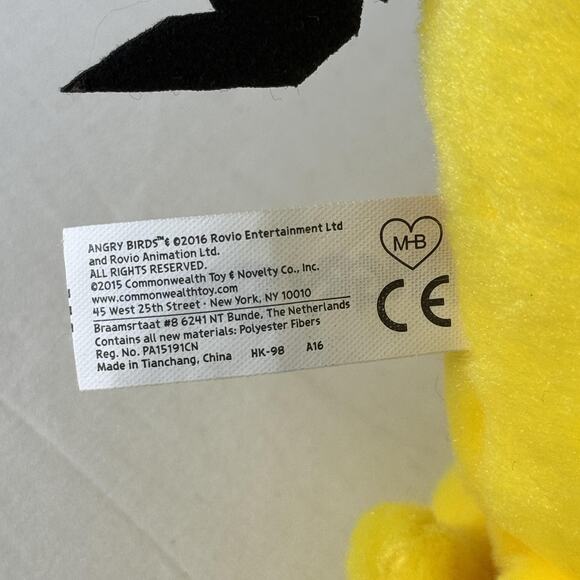 ANGRY BIRDS™& ©2016 Rovio Entertainment Ltd
and Rovio Animation Ltd.
ALL RIGHTS RESERVED.
©2015 Commonwealth Toy & Novelty Co., Inc.
www.commonwealthtoy.com
45 West 25th Street · New York, NY 10010
Braamsrtaat #8 6241 NT Bunde, The Netherlands
Contains all new materials: Polyester Fibers
Reg. No. PA15191CN
Made in Tianchang, China HK-98 A16
MHB
CE